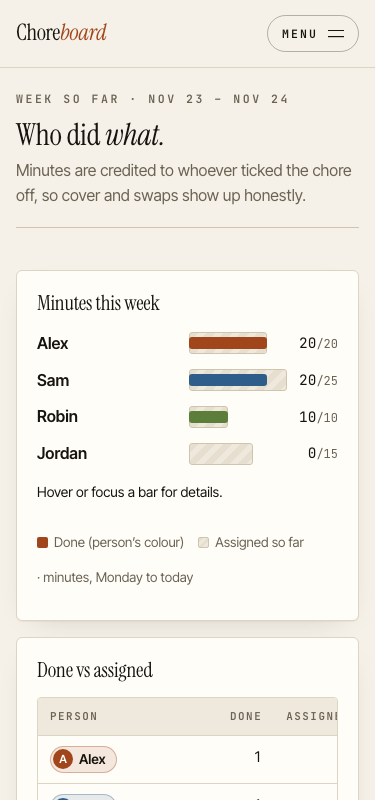 Choreboard
MENU
WEEK SO FAR · NOV 23 – NOV 24
Who did what.
Minutes are credited to whoever ticked the chore
off, so cover and swaps show up honestly.
Minutes this week
Alex 20/20
Sam 20/25
Robin 10/10
Jordan 0/15
Hover or focus a bar for details.
Done (person's colour) Assigned so far
· minutes, Monday to today
Done vs assigned
PERSON DONE
A Alex 1